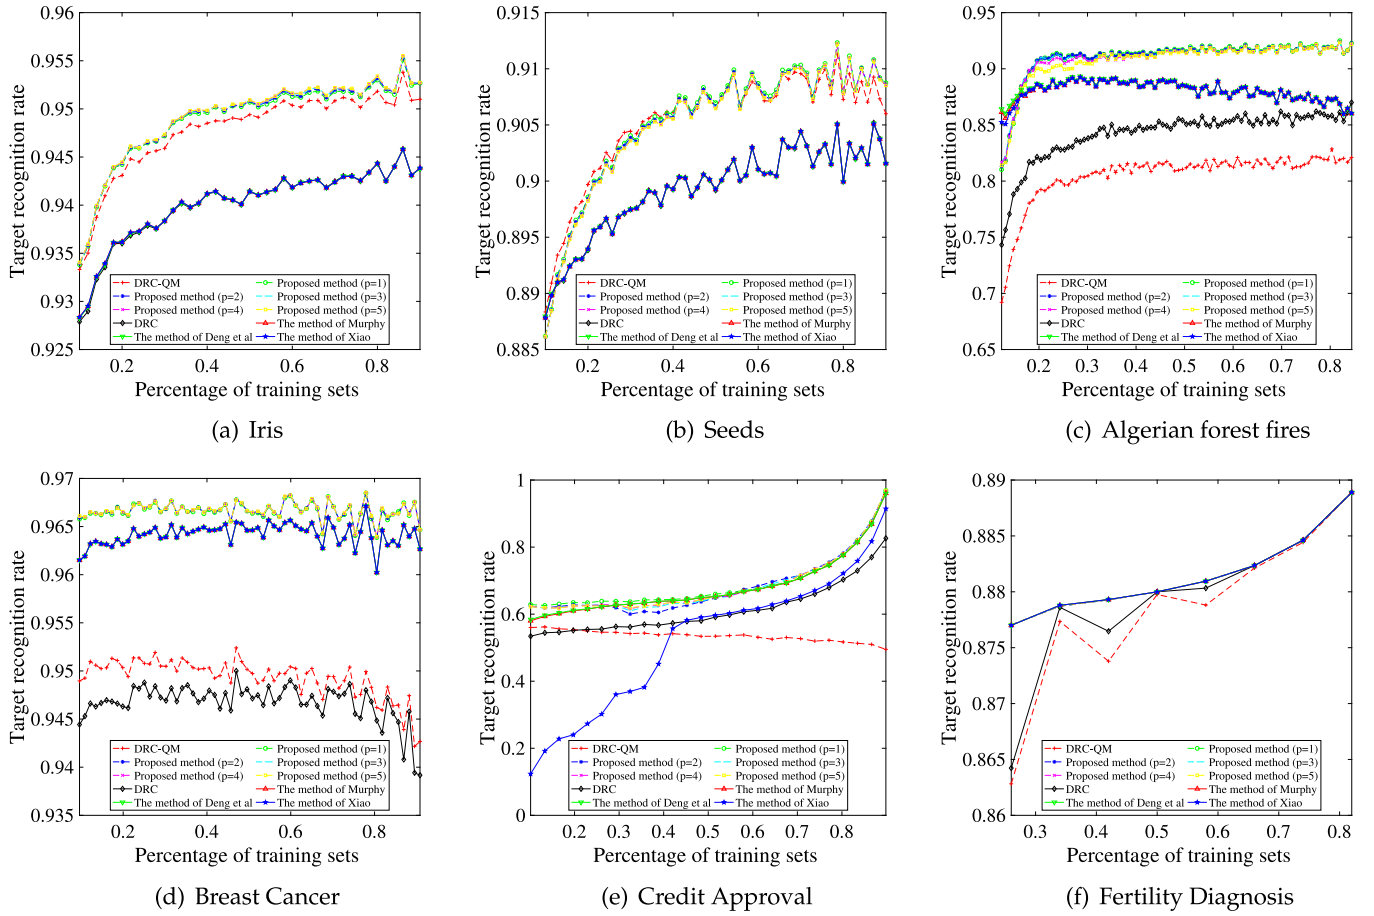 0.96
0.955
0.95
0.945
0.94
0.935
0.93
0.925
Target recognition rate
DRC-QM
Proposed method (p=1)
Proposed method (p=2)
Proposed method (p=3)
Proposed method (p=4)
Proposed method (p=5)
DRC
The method of Murphy
The method of Deng et al
The method of Xiao
0.2 0.4 0.6 0.8
Percentage of training sets
(a) Iris
0.915
0.91
0.905
0.9
0.895
0.89
0.885
Target recognition rate
DRC-QM
Proposed method (p=1)
Proposed method (p=2)
Proposed method (p=3)
Proposed method (p=4)
Proposed method (p=5)
DRC
The method of Murphy
The method of Deng et al
The method of Xiao
0.2 0.4 0.6 0.8
Percentage of training sets
(b) Seeds
0.95
0.9
0.85
0.8
0.75
0.7
0.65
Target recognition rate
DRC-QM
Proposed method (p=1)
Proposed method (p=2)
Proposed method (p=3)
Proposed method (p=4)
Proposed method (p=5)
DRC
The method of Murphy
The method of Deng et al
The method of Xiao
0.2 0.4 0.6 0.8
Percentage of training sets
(c) Algerian forest fires
0.97
0.965
0.96
0.955
0.95
0.945
0.94
0.935
Target recognition rate
DRC-QM
Proposed method (p=1)
Proposed method (p=2)
Proposed method (p=3)
Proposed method (p=4)
Proposed method (p=5)
DRC
The method of Murphy
The method of Deng et al
The method of Xiao
0.2 0.4 0.6 0.8
Percentage of training sets
(d) Breast Cancer
1
0.8
0.6
0.4
0.2
0
Target recognition rate
DRC-QM
Proposed method (p=1)
Proposed method (p=2)
Proposed method (p=3)
Proposed method (p=4)
Proposed method (p=5)
DRC
The method of Murphy
The method of Deng et al
The method of Xiao
0.2 0.3 0.4 0.5 0.6 0.7 0.8
Percentage of training sets
(e) Credit Approval
0.89
0.885
0.88
0.875
0.87
0.865
0.86
Target recognition rate
DRC-QM
Proposed method (p=1)
Proposed method (p=2)
Proposed method (p=3)
Proposed method (p=4)
Proposed method (p=5)
DRC
The method of Murphy
The method of Deng et al
The method of Xiao
0.3 0.4 0.5 0.6 0.7 0.8
Percentage of training sets
(f) Fertility Diagnosis